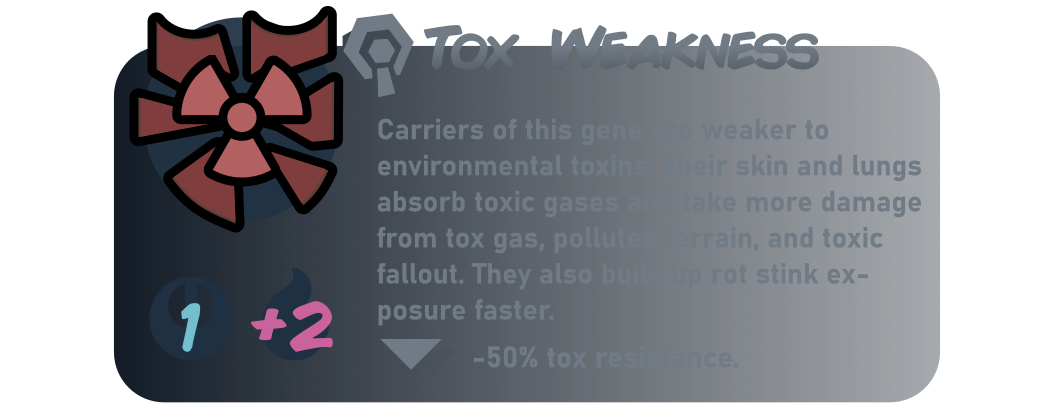 Tox Weakness
Carriers of this gene are weaker to
environmental toxins. Their skin and lungs
absorb toxic gases and take more damage
from tox gas, polluted terrain, and toxic
fallout. They also build up rot stink ex-
posure faster.
-50% tox resistance.
1 +2